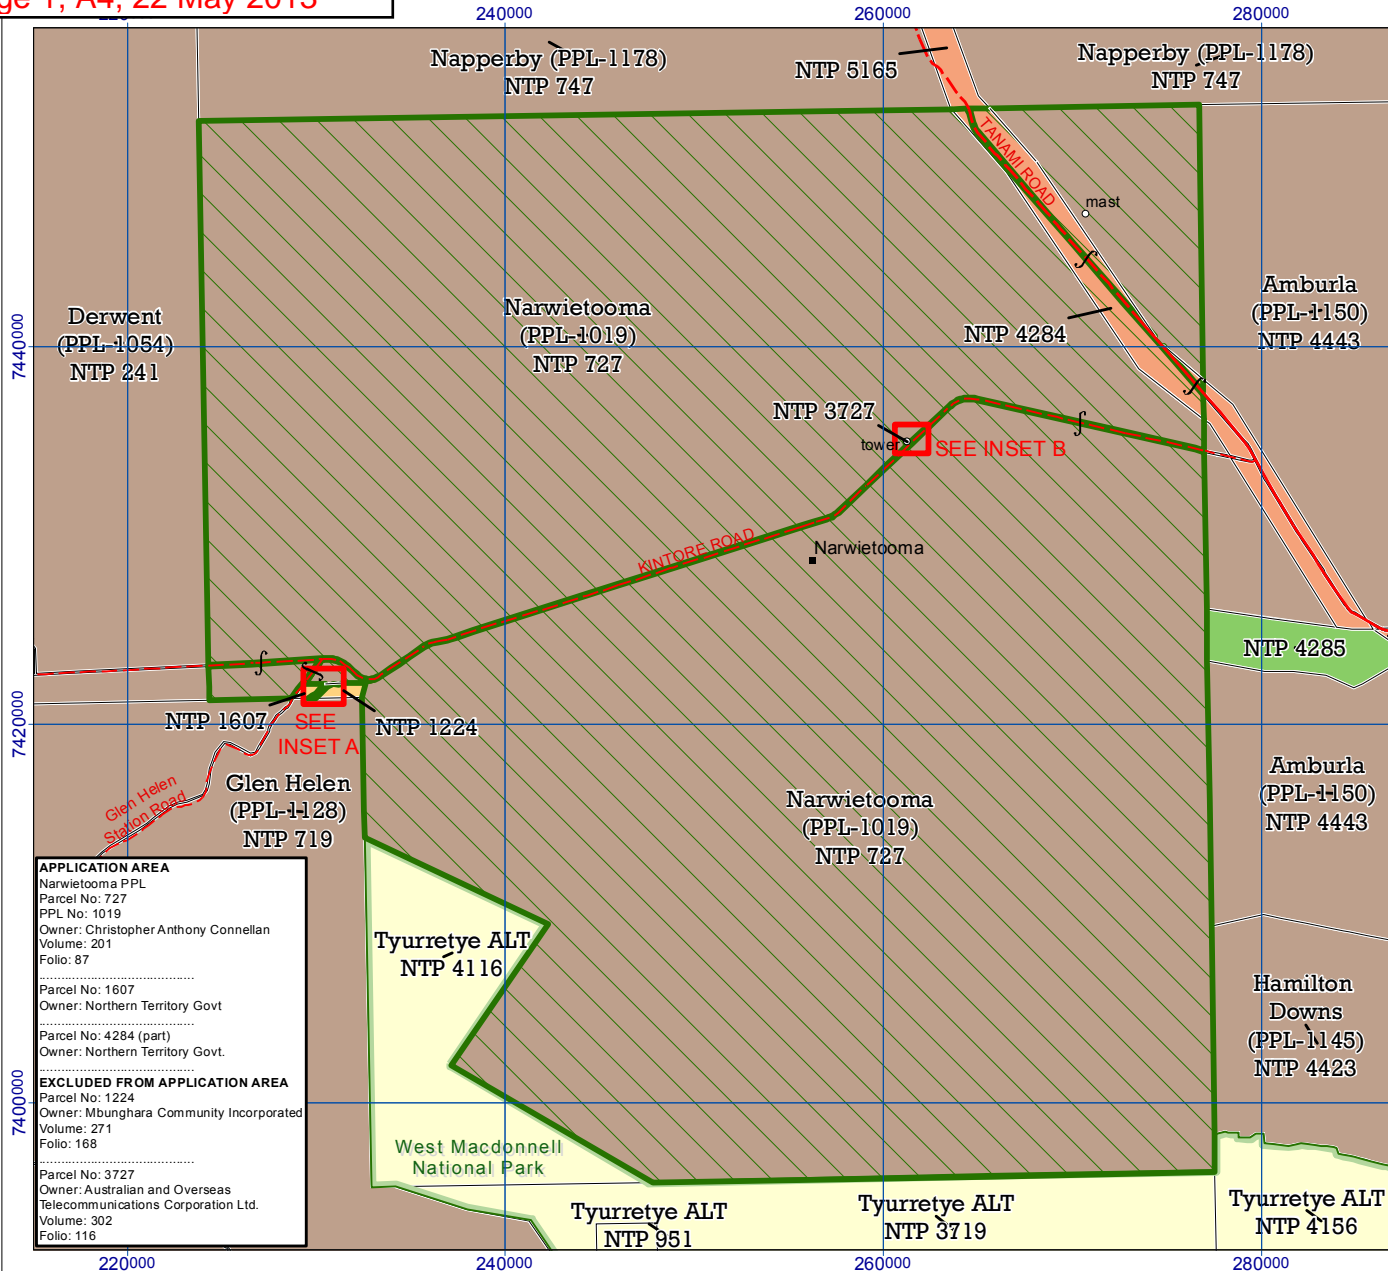 ge 1, A4, 22 May 2013
240000
260000
280000
Napperby (PPL-1178)
NTP 747
NTP 5165
Napperby (PPL-1178)
NTP 747
TANAMI ROAD
mast
Derwent
(PPL-1054)
NTP 241
Narwietooma
(PPL-1019)
NTP 727
NTP 4284
Amburla
(PPL-1150)
NTP 4443
7440000
NTP 3727
tower
SEE INSET B
KINTORE ROAD
Narwietooma
NTP 4285
7420000
NTP 1607
SEE
INSET A
NTP 1224
Glen Helen
Station Road
Glen Helen
(PPL-1128)
NTP 719
Narwietooma
(PPL-1019)
NTP 727
Amburla
(PPL-1150)
NTP 4443
APPLICATION AREA
Narwietooma PPL
Parcel No: 727
PPL No: 1019
Owner: Christopher Anthony Connellan
Volume: 201
Folio: 87
..........................................
Parcel No: 1607
Owner: Northern Territory Govt
..........................................
Parcel No: 4284 (part)
Owner: Northern Territory Govt.
..........................................
EXCLUDED FROM APPLICATION AREA
Parcel No: 1224
Owner: Mbunghara Community Incorporated
Volume: 271
Folio: 168
..........................................
Parcel No: 3727
Owner: Australian and Overseas
Telecommunications Corporation Ltd.
Volume: 302
Folio: 116
Tyurretye ALT
NTP 4116
Hamilton
Downs
(PPL-1145)
NTP 4423
7400000
West Macdonnell
National Park
Tyurretye ALT
NTP 951
Tyurretye ALT
NTP 3719
Tyurretye ALT
NTP 4156
220000
240000
260000
280000